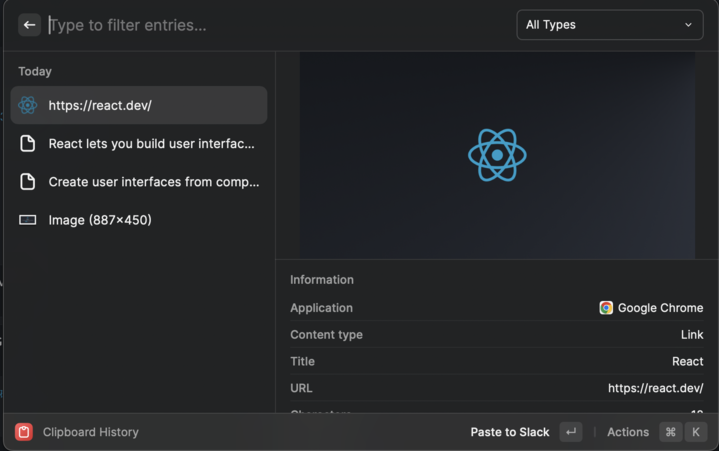 Type to filter entries...
All Types
Today
https://react.dev/
React lets you build user interfac...
Create user interfaces from comp...
Image (887×450)
Information
Application Google Chrome
Content type Link
Title React
URL https://react.dev/
Clipboard History
Paste to Slack
Actions ⌘ K